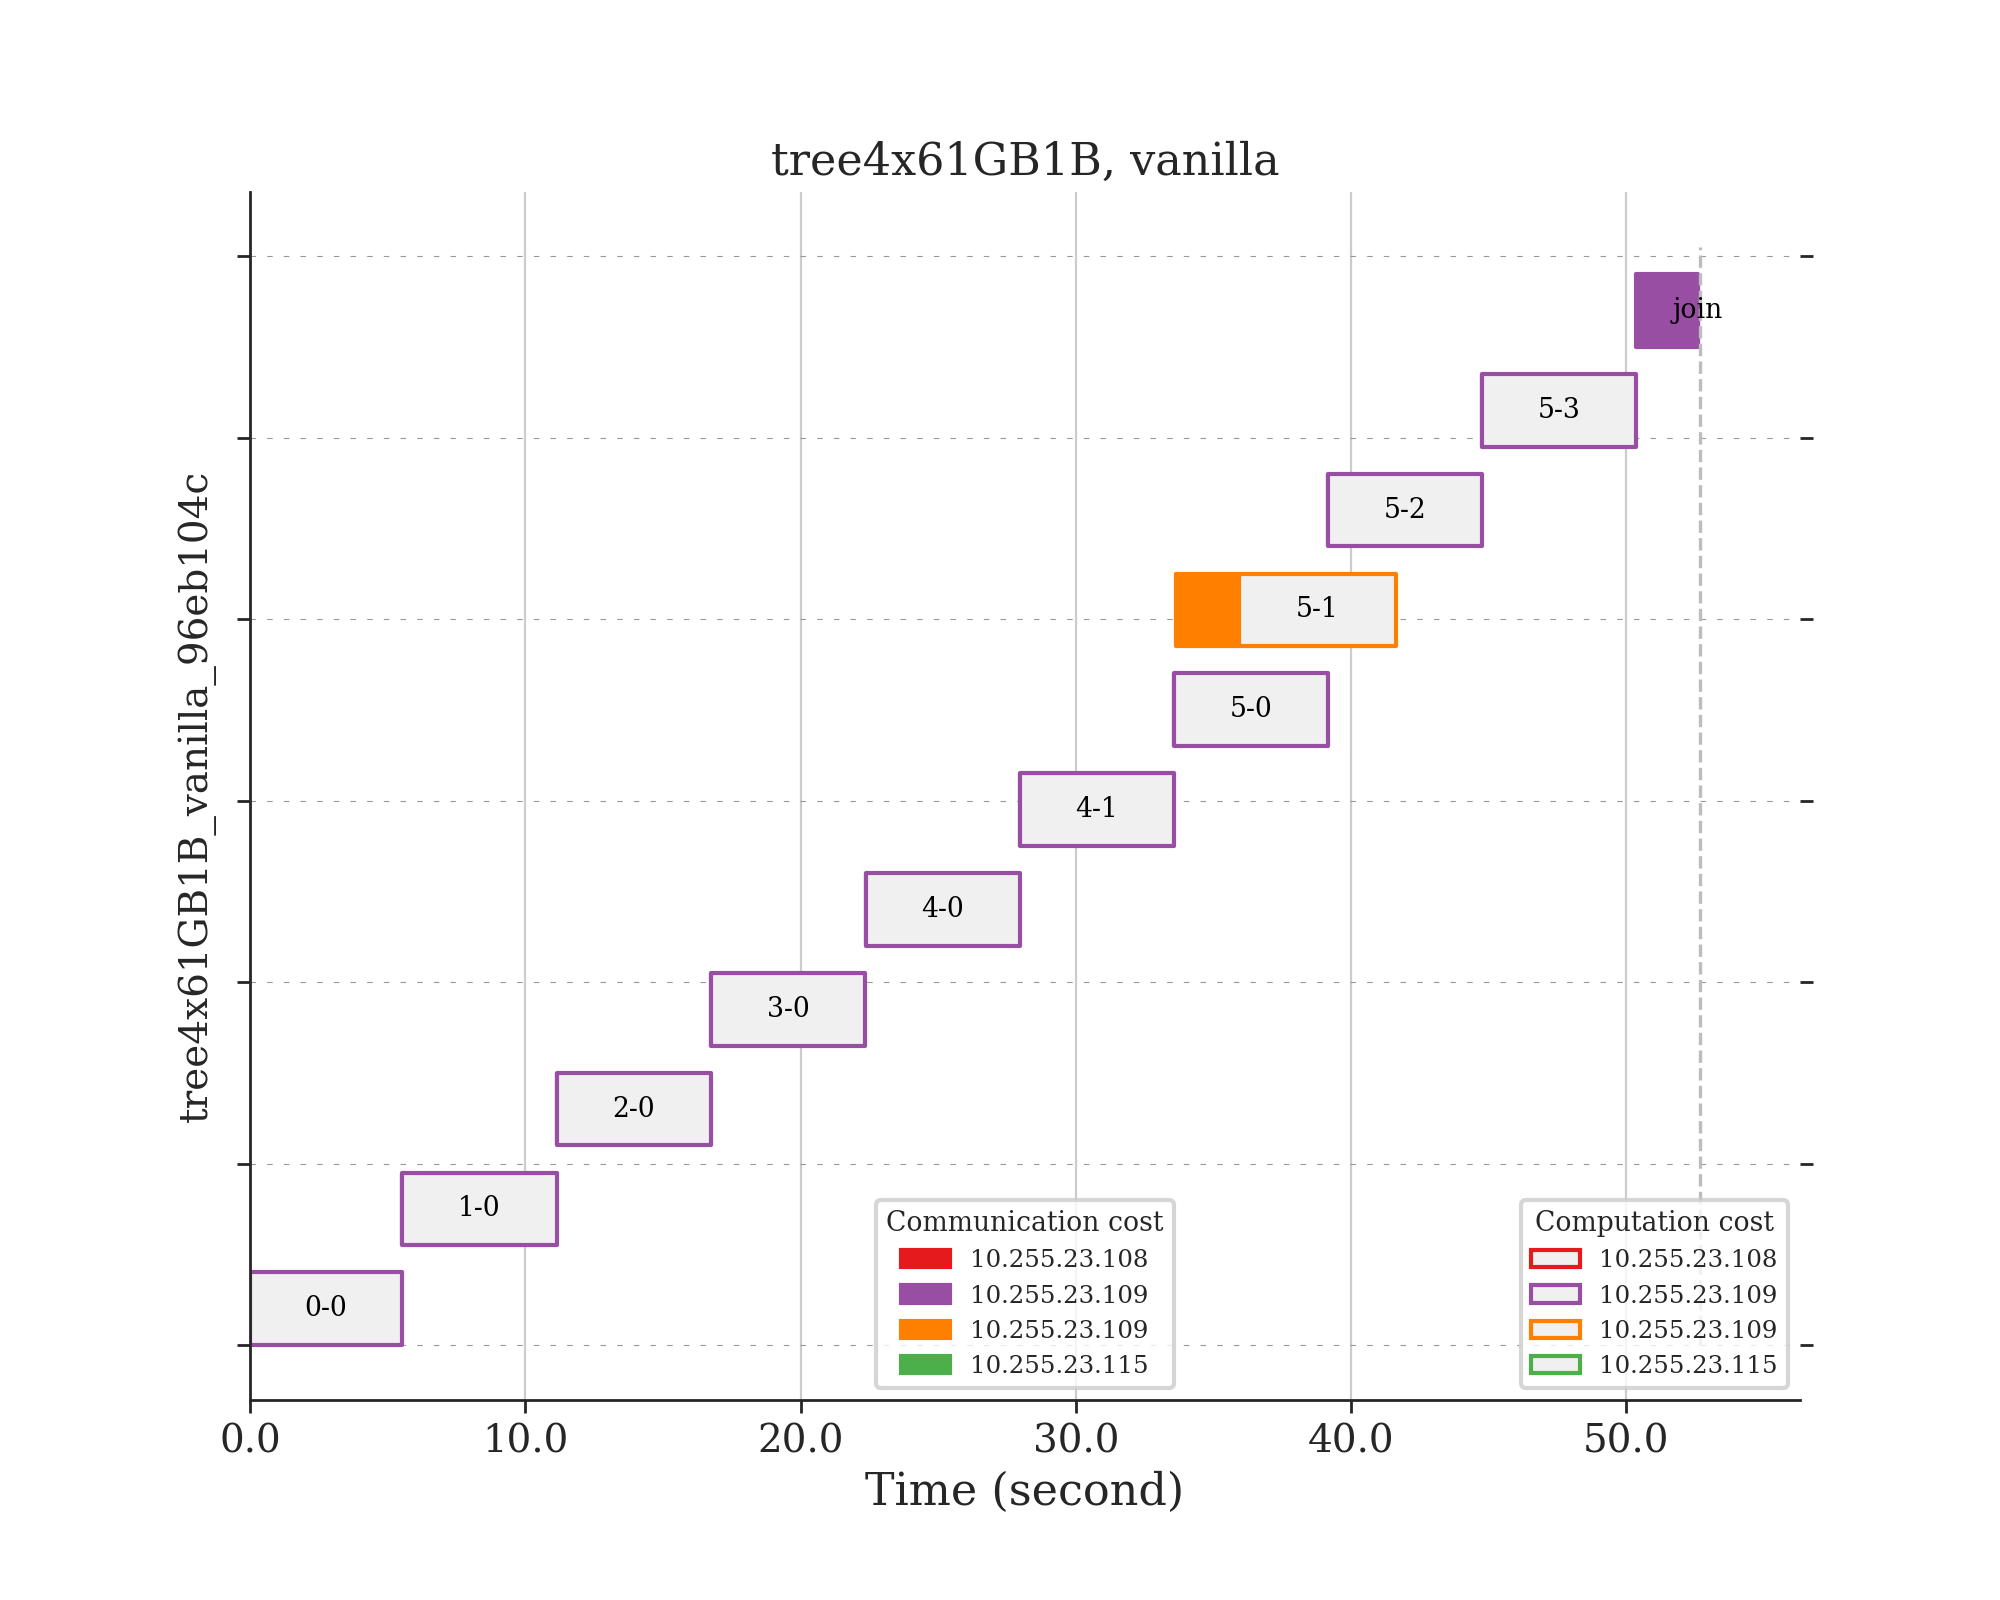 tree4x61GB1B, vanilla
tree4x61GB1B_vanilla_96eb104c
join
5-3
5-2
5-1
5-0
4-1
4-0
3-0
2-0
1-0
0-0
Communication cost
10.255.23.108
10.255.23.109
10.255.23.109
10.255.23.115
Computation cost
10.255.23.108
10.255.23.109
10.255.23.109
10.255.23.115
0.0 10.0 20.0 30.0 40.0 50.0
Time (second)